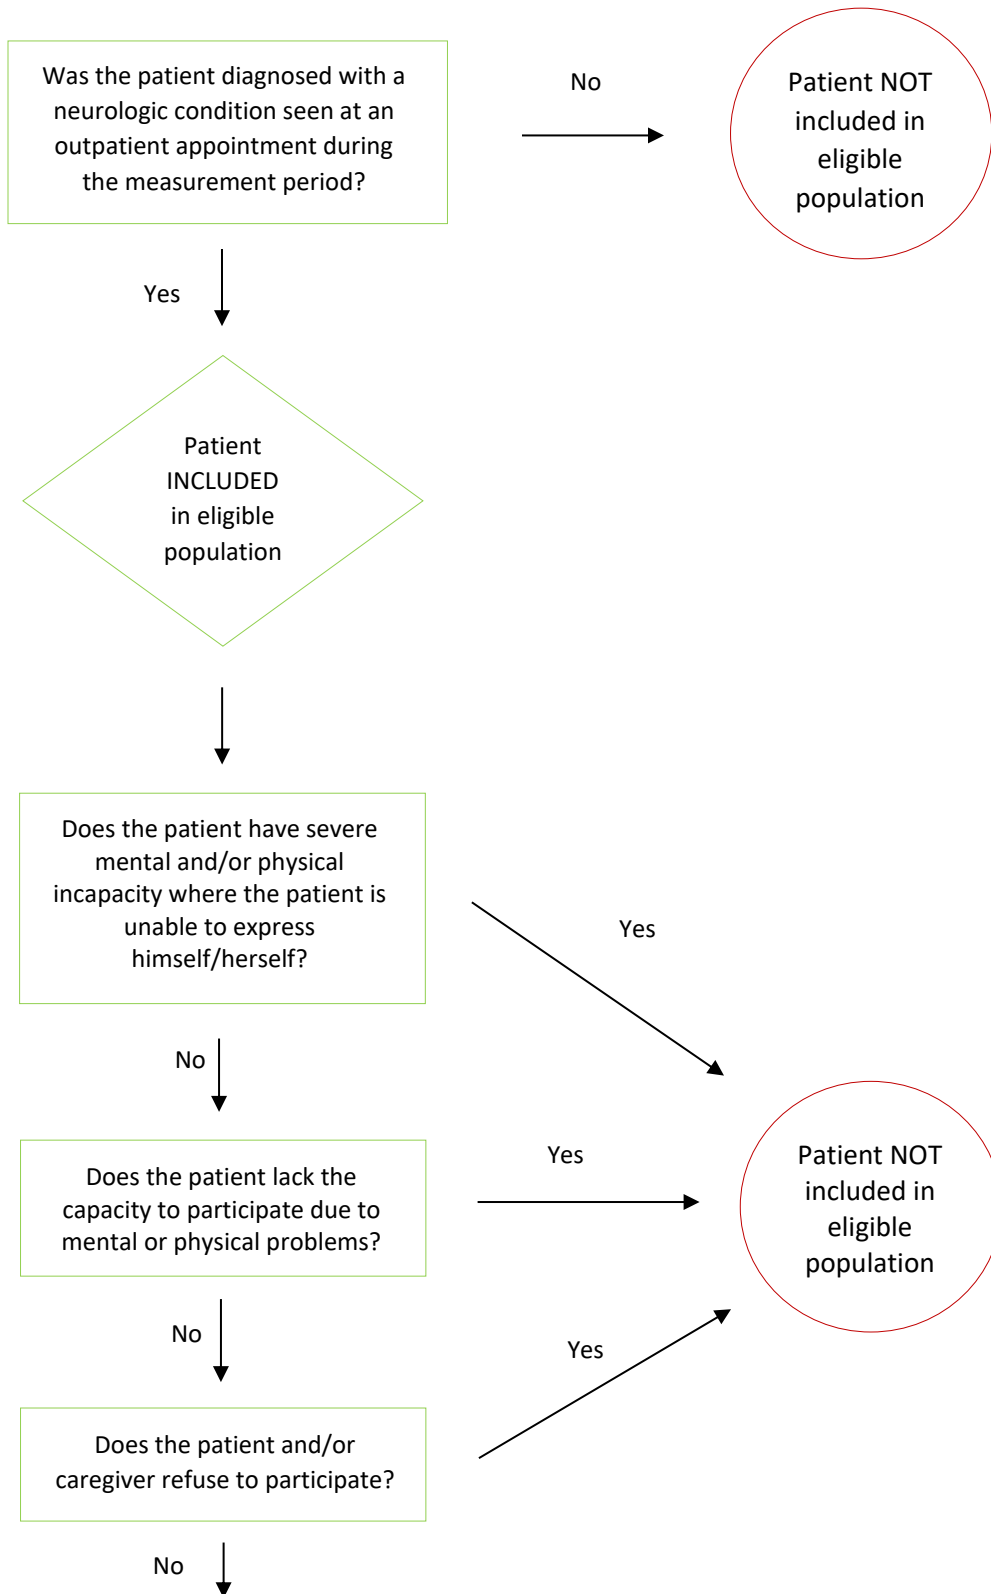 Was the patient diagnosed with a
neurologic condition seen at an
outpatient appointment during
the measurement period?
No
Patient NOT
included in
eligible
population
Yes
Patient
INCLUDED
in eligible
population
Does the patient have severe
mental and/or physical
incapacity where the patient is
unable to express
himself/herself?
Yes
No
Does the patient lack the
capacity to participate due to
mental or physical problems?
Yes
Patient NOT
included in
eligible
population
No
Yes
Does the patient and/or
caregiver refuse to participate?
No